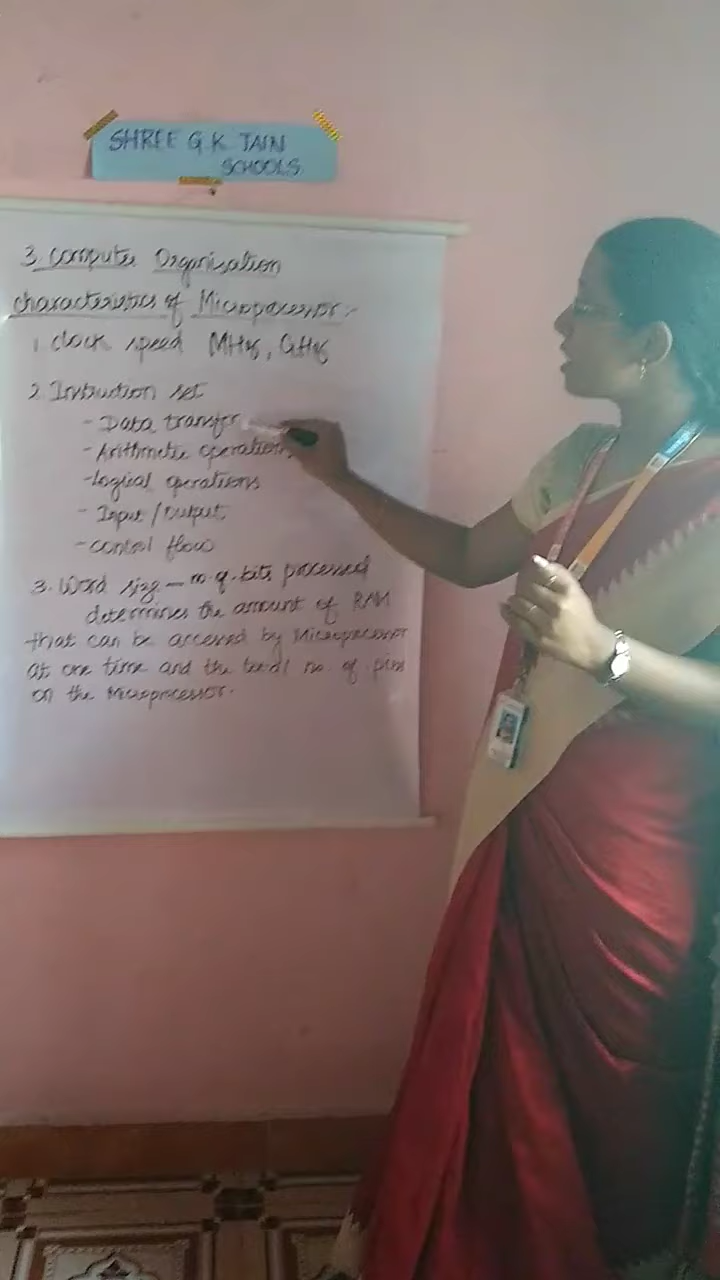 SHREE G.K JAIN
SCHOOLS
3. Computer Organisation
characteristics of Microprocessor:-
1. clock speed MHz, GHz
2. Instruction set
- Data transfer
- Arithmetic operations
- Logical operations
- Input / Output
- control flow
3. Word size — no. of. bits processed
determines the amount of RAM
that can be accessed by Microprocessor
at one time and the total no. of pins
on the Microprocessor.